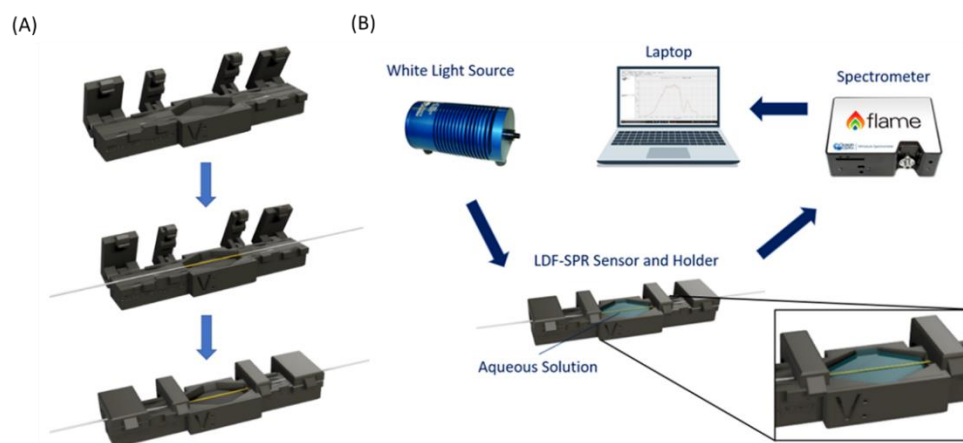 (A)
(B)
White Light Source
Laptop
Spectrometer
flame
LDF-SPR Sensor and Holder
Aqueous Solution